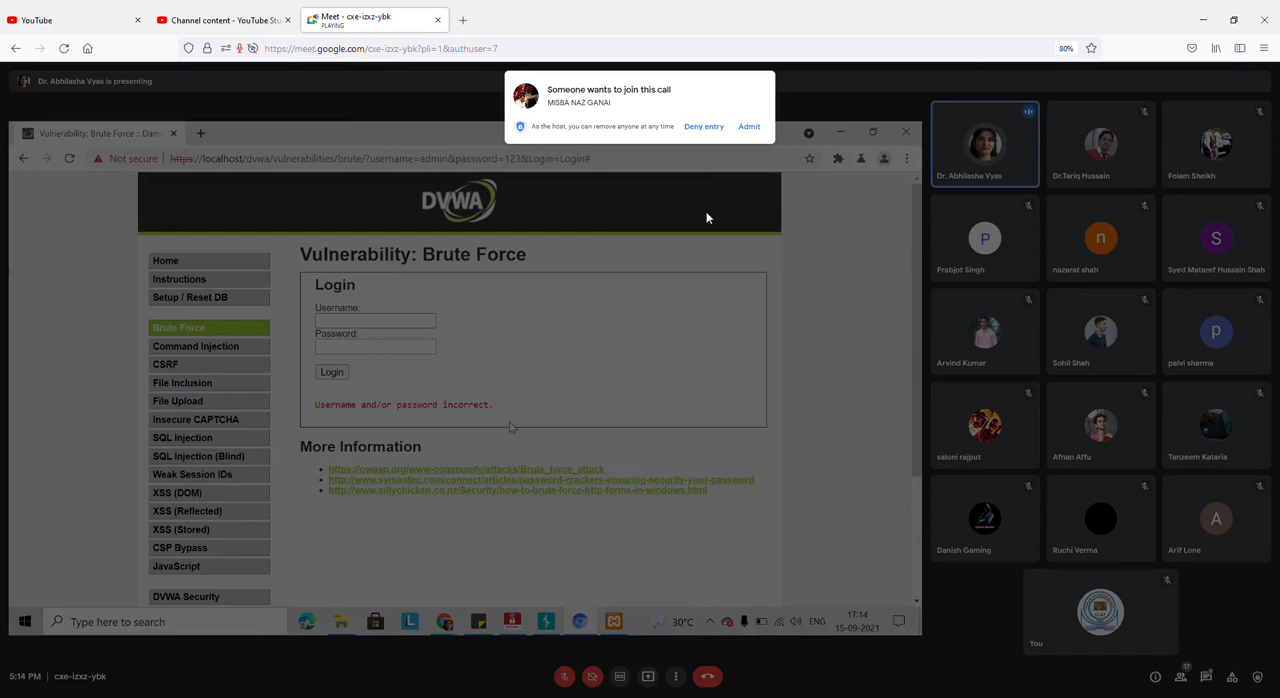 YouTube
Channel content - YouTube Stu
Meet - cxe-izxz-ybk
PLAYING
https://meet.google.com/cxe-izxz-ybk?pli=1&authuser=7
80%
Dr. Abhilasha Vyas is presenting
Someone wants to join this call
MISBA NAZ GANAI
As the host, you can remove anyone at any time
Deny entry
Admit
Vulnerability: Brute Force :: Dam
Not secure
https://localhost/dvwa/vulnerabilities/brute/?username=admin&password=123&Login=Login#
DVWA
Home
Instructions
Setup / Reset DB
Brute Force
Command Injection
CSRF
File Inclusion
File Upload
Insecure CAPTCHA
SQL Injection
SQL Injection (Blind)
Weak Session IDs
XSS (DOM)
XSS (Reflected)
XSS (Stored)
CSP Bypass
JavaScript
DVWA Security
Vulnerability: Brute Force
Login
Username:
Password:
Login
Username and/or password incorrect.
More Information
https://owasp.org/www-community/attacks/Brute_force_attack
http://www.symantec.com/connect/articles/password-crackers-ensuring-security-your-password
http://www.sillychicken.co.nz/Security/how-to-brute-force-http-forms-in-windows.html
Type here to search
L
30°C
ENG
17:14
15-09-2021
Dr. Abhilasha Vyas
Dr.Tariq Hussain
Foiam Sheikh
P
Prabjot Singh
n
nazarat shah
S
Syed Mataref Hussain Shah
Arvind Kumar
Sohil Shah
p
palvi sharma
saloni rajput
Afnan Affu
Tanzeem Kataria
Danish Gaming
Ruchi Verma
A
Arif Lone
You
5:14 PM | cxe-izxz-ybk
17